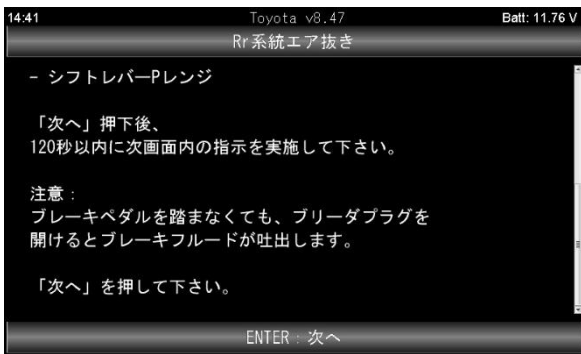 14:41 Toyota v8.47 Batt: 11.76 V
Rr系統エア抜き
- シフトレバーPレンジ
「次へ」押下後、
120秒以内に次画面内の指示を実施して下さい。
注意：
ブレーキペダルを踏まなくても、ブリーダプラグを
開けるとブレーキフルードが吐出します。
「次へ」を押して下さい。
ENTER：次へ